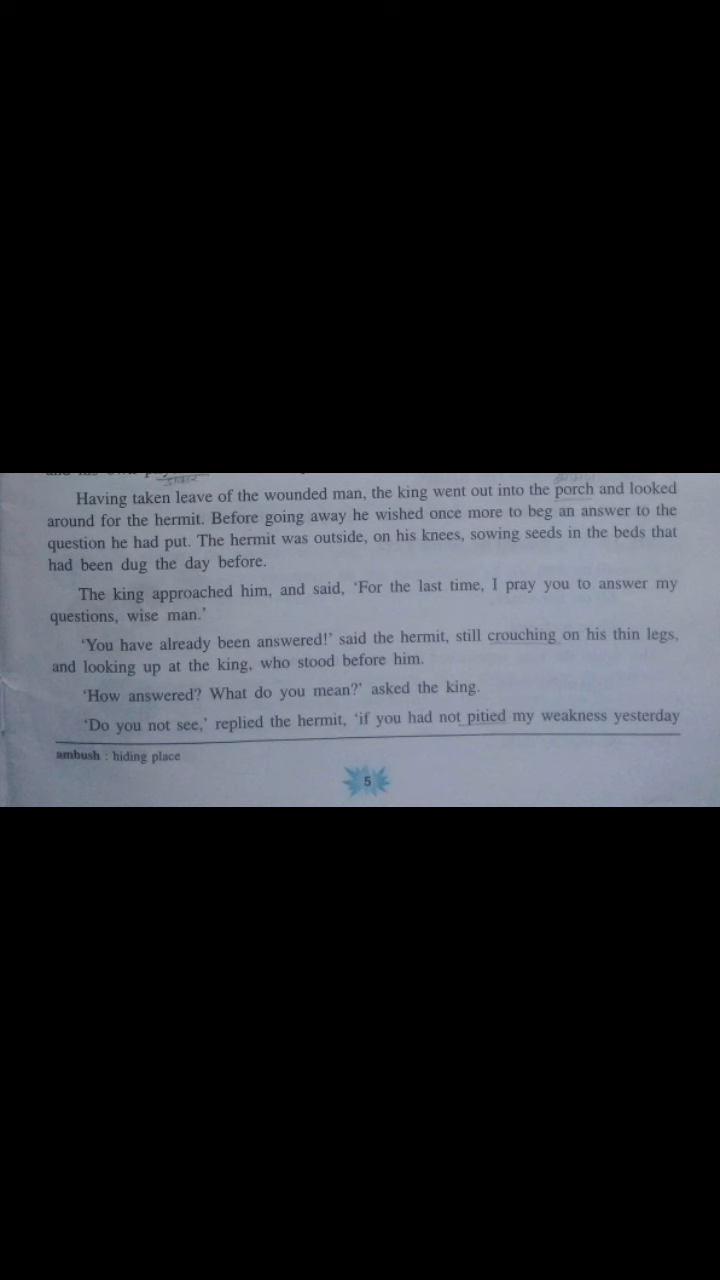 Having taken leave of the wounded man, the king went out into the porch and looked
around for the hermit. Before going away he wished once more to beg an answer to the
question he had put. The hermit was outside, on his knees, sowing seeds in the beds that
had been dug the day before.
The king approached him, and said, ‘For the last time, I pray you to answer my
questions, wise man.’
‘You have already been answered!’ said the hermit, still crouching on his thin legs,
and looking up at the king, who stood before him.
‘How answered? What do you mean?’ asked the king.
‘Do you not see,’ replied the hermit, ‘if you had not pitied my weakness yesterday
ambush : hiding place
5